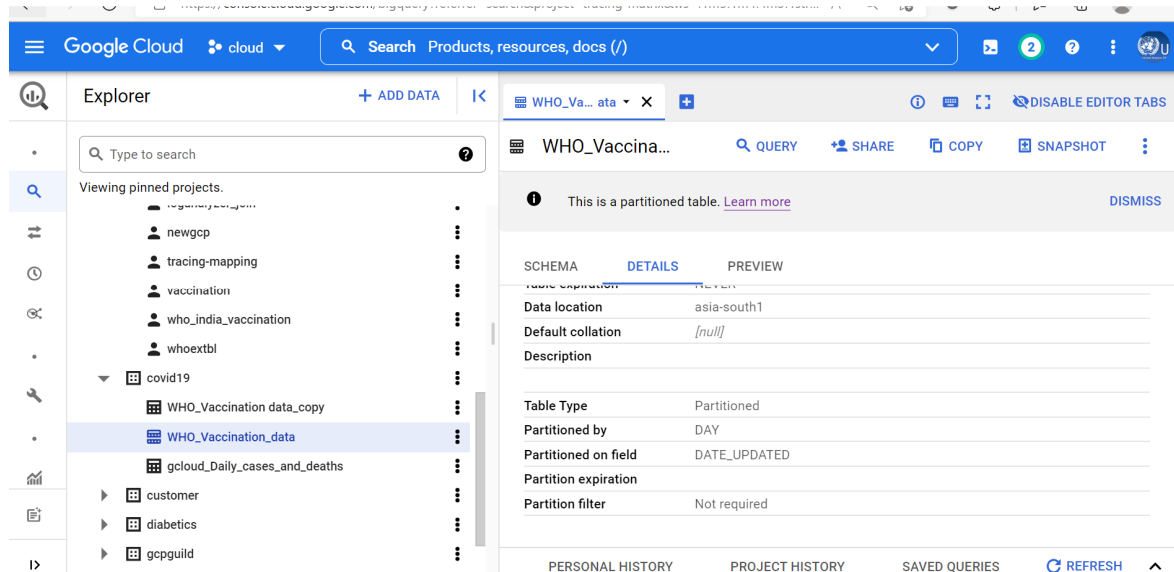 Google Cloud
cloud
Search Products, resources, docs (/)
2
U
Explorer
+ ADD DATA
Type to search
Viewing pinned projects.
newgcp
tracing-mapping
vaccination
who_india_vaccination
whoextbl
covid19
WHO_Vaccination data_copy
WHO_Vaccination_data
gcloud_Daily_cases_and_deaths
customer
diabetics
gcpguild
WHO_Va... ata
DISABLE EDITOR TABS
WHO_Vaccina...
QUERY
SHARE
COPY
SNAPSHOT
This is a partitioned table. Learn more
DISMISS
SCHEMA
DETAILS
PREVIEW
Table expiration NEVER
Data location asia-south1
Default collation [null]
Description
Table Type Partitioned
Partitioned by DAY
Partitioned on field DATE_UPDATED
Partition expiration
Partition filter Not required
PERSONAL HISTORY
PROJECT HISTORY
SAVED QUERIES
REFRESH